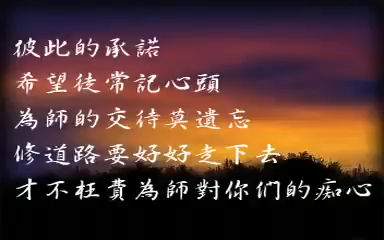 彼此的承諾
希望徒常記心頭
為師的交待莫遺忘
修道路要好好走下去
才不枉費為師對你們的痴心